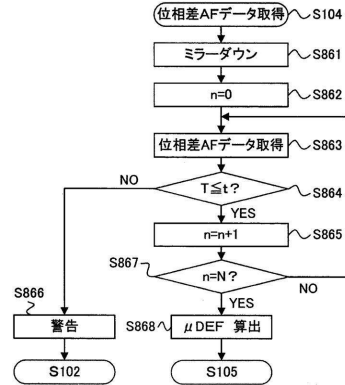 位相差AFデータ取得 S104
ミラーダウン S861
n=0 S862
位相差AFデータ取得 S863
NO T≦t? S864
YES
n=n+1 S865
S867
n=N? NO
S866 YES
警告 S868 μDEF 算出
S102 S105